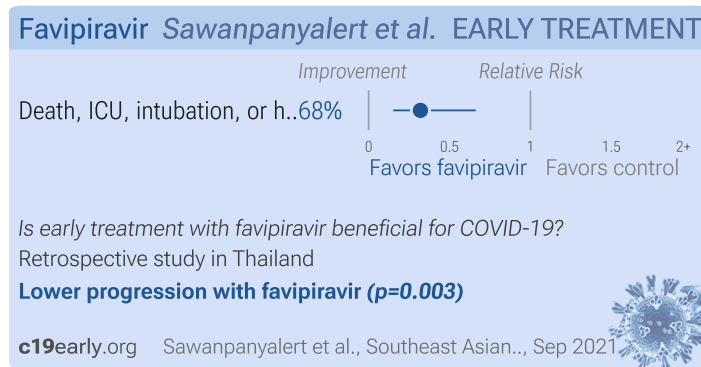 Favipiravir Sawanpanyalert et al. EARLY TREATMENT
Improvement Relative Risk
Death, ICU, intubation, or h.. 68%
0 0.5 1 1.5 2+
Favors favipiravir Favors control
Is early treatment with favipiravir beneficial for COVID-19?
Retrospective study in Thailand
Lower progression with favipiravir (p=0.003)
c19early.org Sawanpanyalert et al., Southeast Asian.., Sep 2021